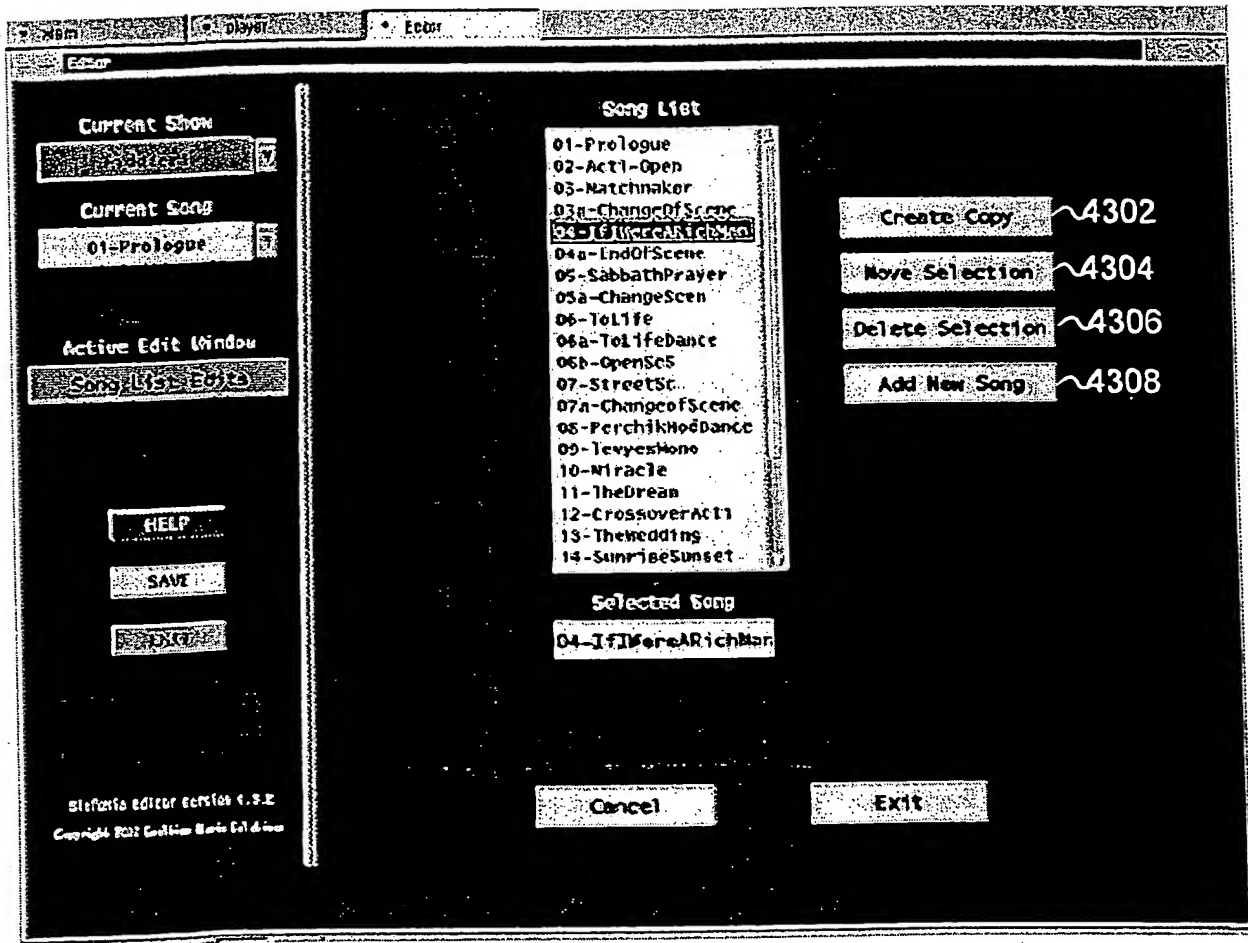 Main
player
Editor
Editor
Current Show
Current Song
01-Prologue
Active Edit Window
Song List Edits
HELP
SAVE
EXIT
Song List
01-Prologue
02-Act1-Open
03-Matchmaker
03a-ChangeOfScene
04-IfIWereARichMan
04a-EndOfScene
05-SabbathPrayer
05a-ChangeScen
06-ToLife
06a-ToLifeDance
06b-OpenSc5
07-StreetSc
07a-ChangeofScene
08-PerchikHodDance
09-TevyesMono
10-Miracle
11-TheDream
12-CrossoverAct1
13-TheWedding
14-SunriseSunset
Selected Song
04-IfIWereARichMan
Create Copy 4302
Move Selection 4304
Delete Selection 4306
Add New Song 4308
Cancel
Exit
editor version
Copyright